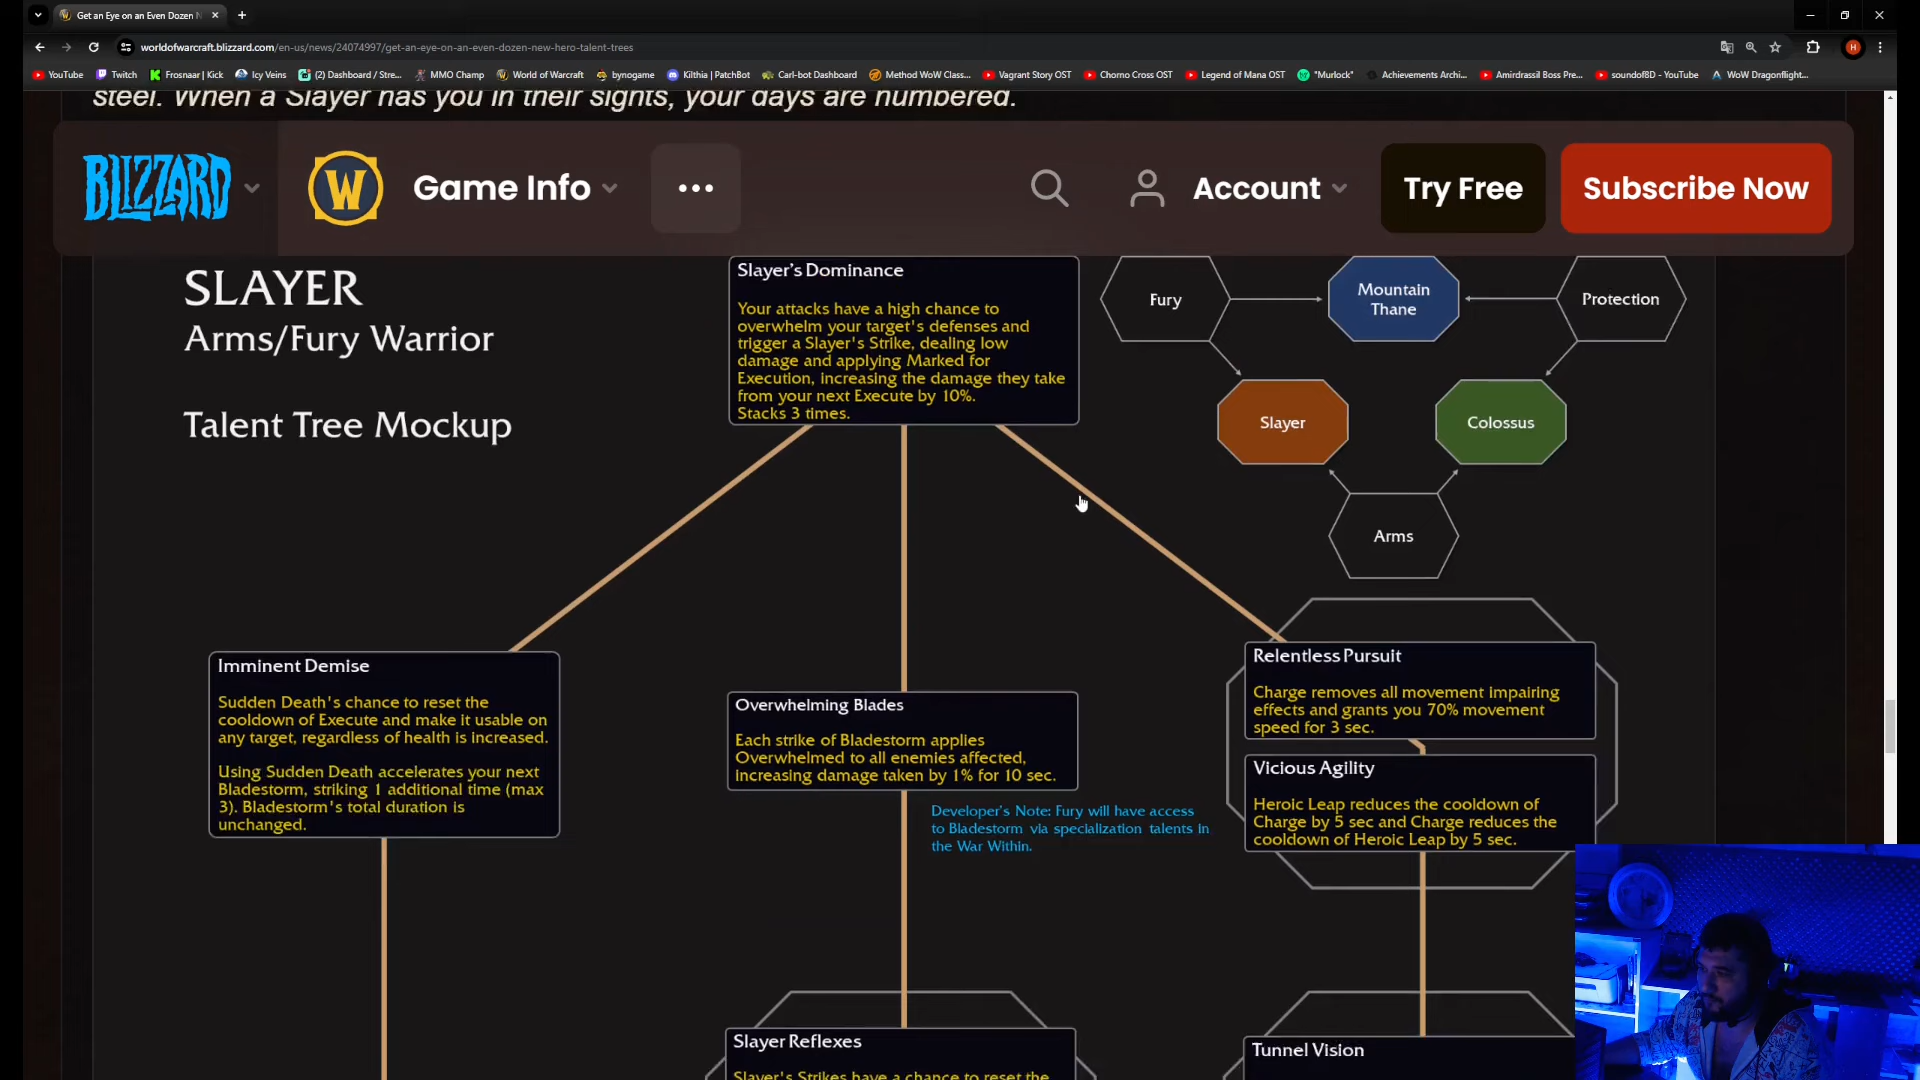 Get an Eye on an Even Dozen N
worldofwarcraft.blizzard.com/en-us/news/24074997/get-an-eye-on-an-even-dozen-new-hero-talent-trees
H
YouTube
Twitch
Frosnaar | Kick
Icy Veins
(2) Dashboard / Stre...
MMO Champ
World of Warcraft
bynogame
Kilthia | PatchBot
Carl-bot Dashboard
Method WoW Class...
Vagrant Story OST
Chorno Cross OST
Legend of Mana OST
"Murlock"
Achievements Archi...
Amirdrassil Boss Pre...
soundof8D - YouTube
WoW Dragonflight...
steel. When a Slayer has you in their sights, your days are numbered.
BLIZZARD
W
Game Info
Account
Try Free
Subscribe Now
SLAYER
Arms/Fury Warrior
Talent Tree Mockup
Slayer's Dominance
Your attacks have a high chance to
overwhelm your target's defenses and
trigger a Slayer's Strike, dealing low
damage and applying Marked for
Execution, increasing the damage they take
from your next Execute by 10%.
Stacks 3 times.
Fury
Mountain
Thane
Protection
Slayer
Colossus
Arms
Imminent Demise
Sudden Death's chance to reset the
cooldown of Execute and make it usable on
any target, regardless of health is increased.
Using Sudden Death accelerates your next
Bladestorm, striking 1 additional time (max
3). Bladestorm's total duration is
unchanged.
Overwhelming Blades
Each strike of Bladestorm applies
Overwhelmed to all enemies affected,
increasing damage taken by 1% for 10 sec.
Developer's Note: Fury will have access
to Bladestorm via specialization talents in
the War Within.
Relentless Pursuit
Charge removes all movement impairing
effects and grants you 70% movement
speed for 3 sec.
Vicious Agility
Heroic Leap reduces the cooldown of
Charge by 5 sec and Charge reduces the
cooldown of Heroic Leap by 5 sec.
Slayer Reflexes
Slayer's Strikes have a chance to reset the
Tunnel Vision